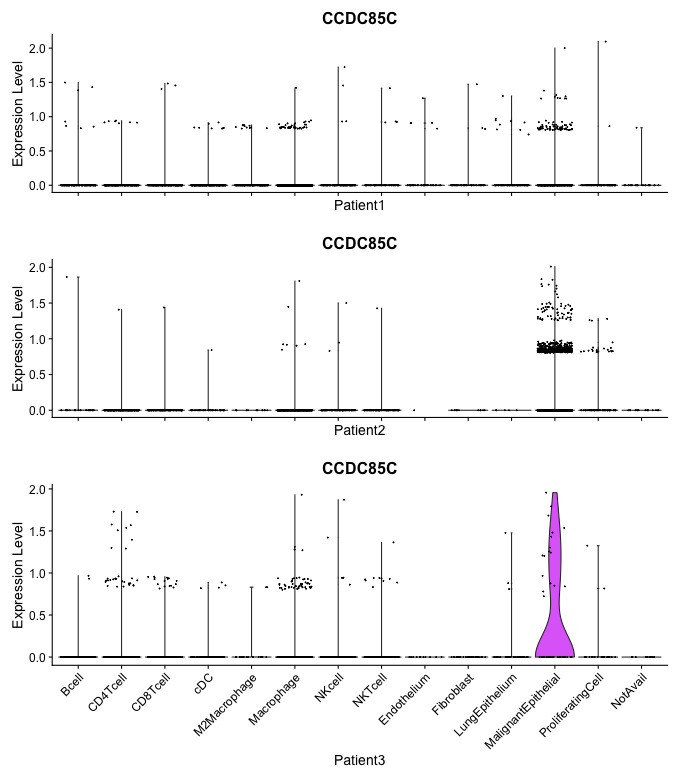 CCDC85C
Expression Level
2.0
1.5
1.0
0.5
0.0
Patient1
CCDC85C
Expression Level
2.0
1.5
1.0
0.5
0.0
Patient2
CCDC85C
Expression Level
2.0
1.5
1.0
0.5
0.0
Bcell
CD4Tcell
CD8Tcell
cDC
M2Macrophage
Macrophage
NKcell
NKTcell
Endothelium
Fibroblast
LungEpithelium
MalignantEpithelial
ProliferatingCell
NotAvail
Patient3